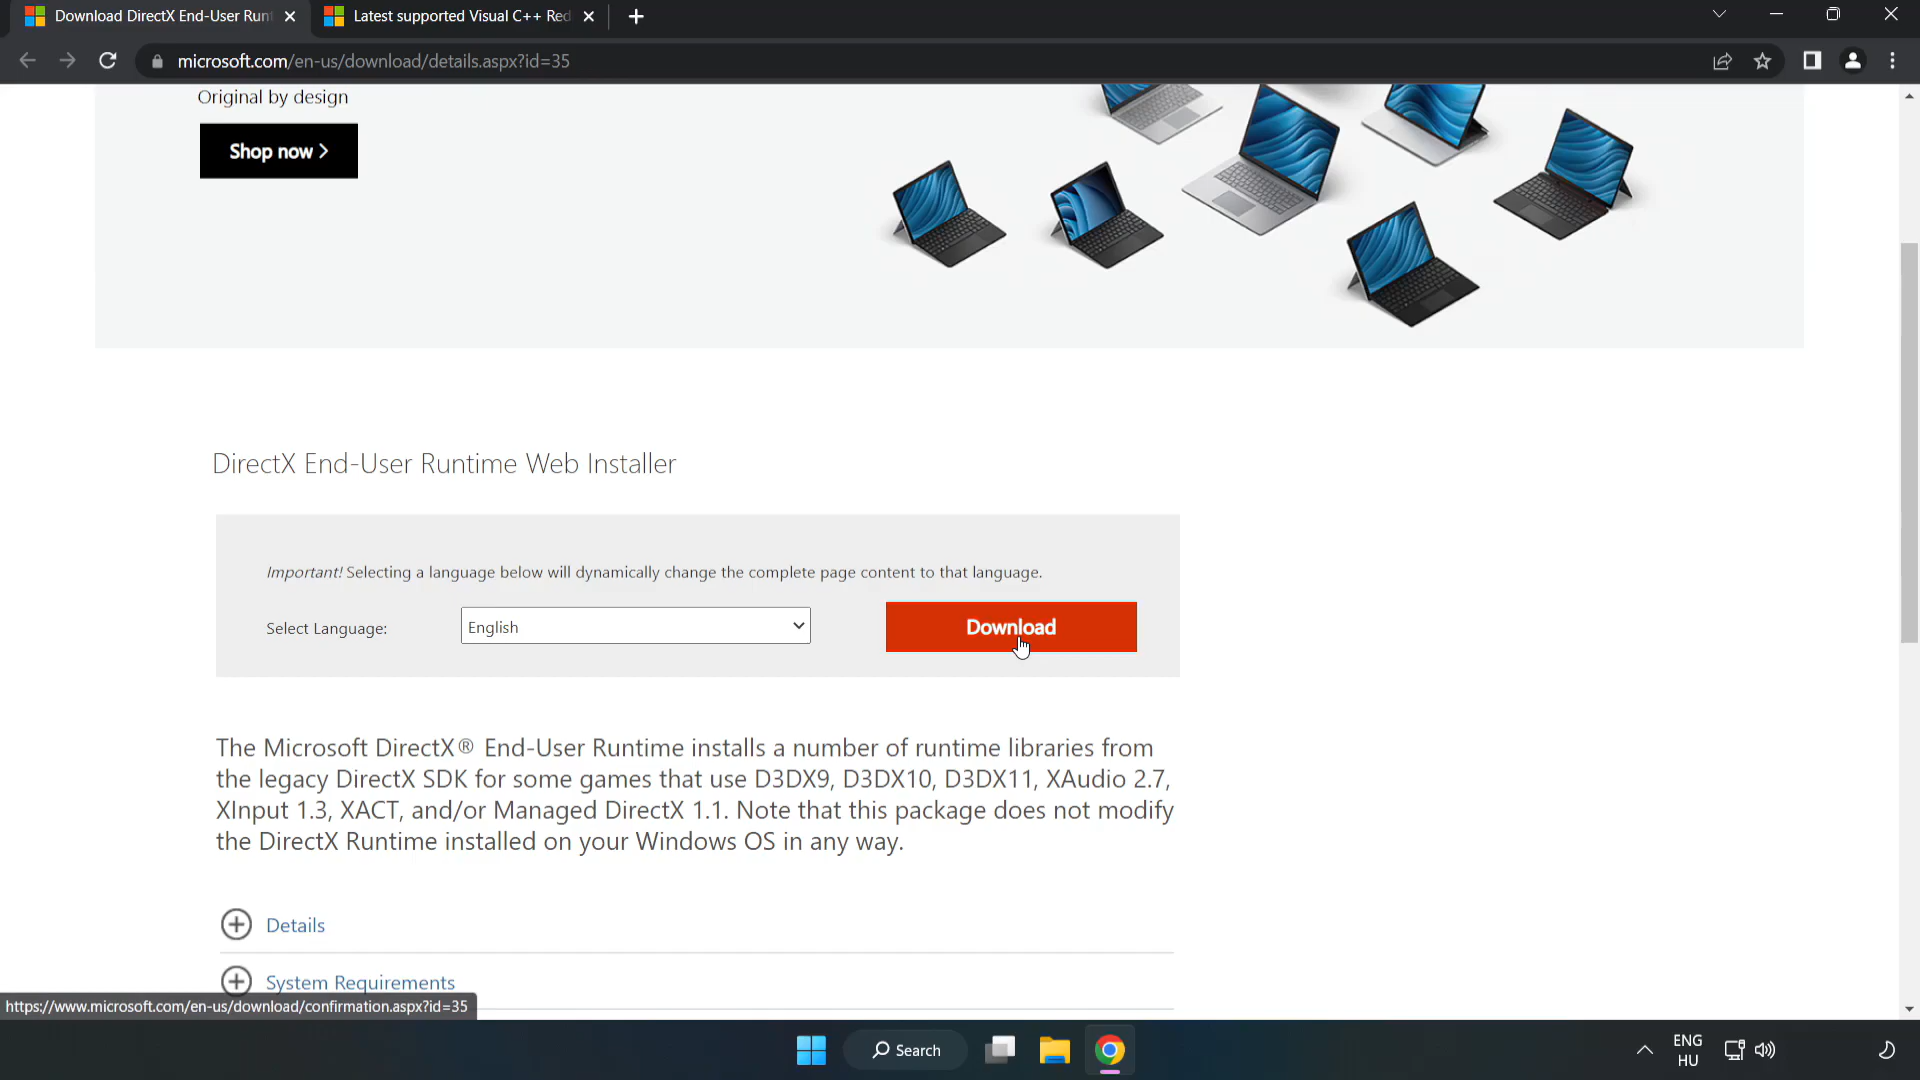 Download DirectX End-User Runt
Latest supported Visual C++ Red
microsoft.com/en-us/download/details.aspx?id=35
Original by design
Shop now >
DirectX End-User Runtime Web Installer
Important! Selecting a language below will dynamically change the complete page content to that language.
Select Language:
English
Download
The Microsoft DirectX® End-User Runtime installs a number of runtime libraries from
the legacy DirectX SDK for some games that use D3DX9, D3DX10, D3DX11, XAudio 2.7,
XInput 1.3, XACT, and/or Managed DirectX 1.1. Note that this package does not modify
the DirectX Runtime installed on your Windows OS in any way.
Details
System Requirements
https://www.microsoft.com/en-us/download/confirmation.aspx?id=35
Search
ENG
HU